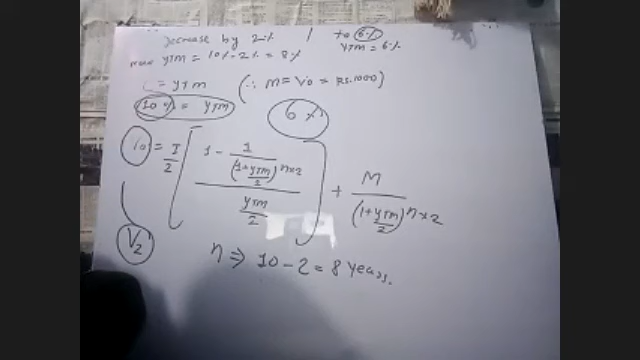 Decrease by 2% / to 6%
YTM = 6%
new YTM = 10% - 2% = 8%
C = YTM (∴ M = V0 = Rs.1000)
10% = YTM
6%
V0 = I/2 [ (1 - 1/(1+YTM/2)^n×2) / (YTM/2) ] + M/(1+YTM/2)^n×2
V2
n ⇒ 10 - 2 = 8 years.